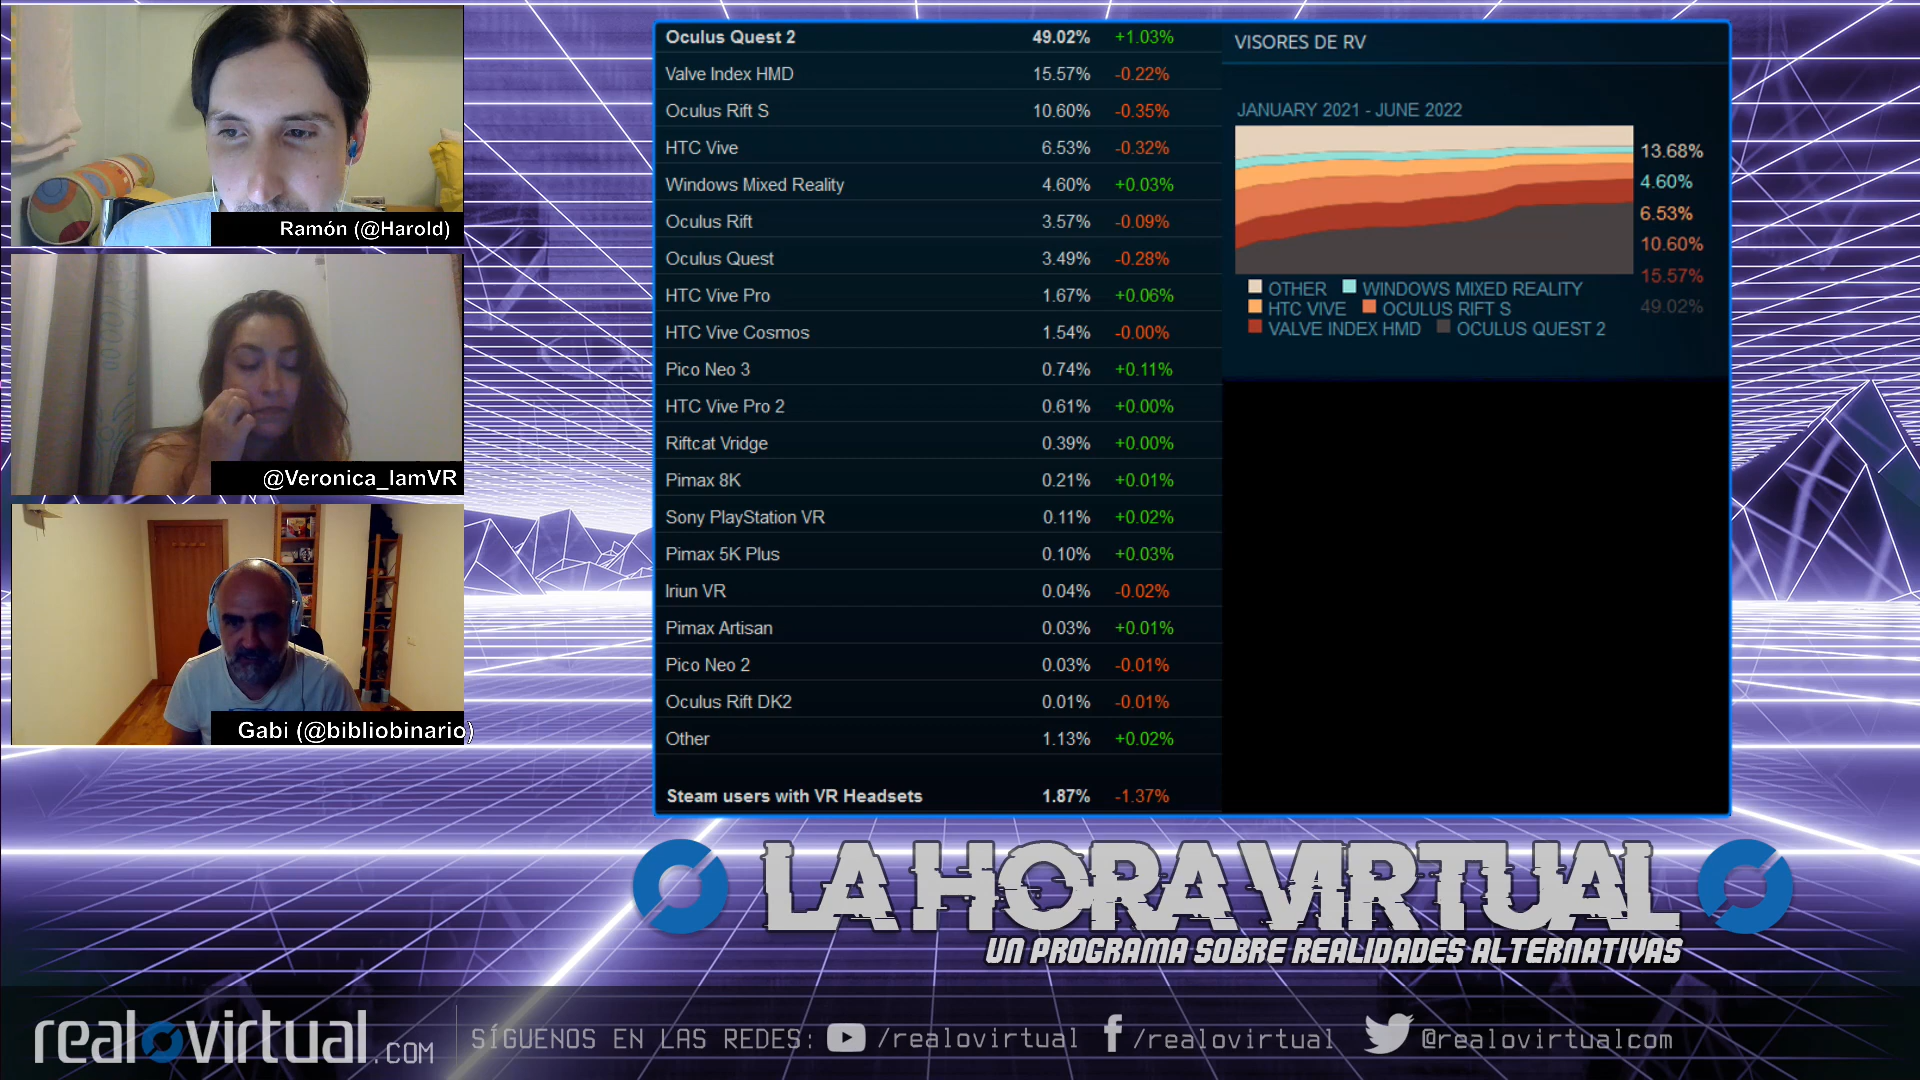 Ramón (@Harold)
@Veronica_IamVR
Gabi (@bibliobinario)
Oculus Quest 2 49.02% +1.03%
Valve Index HMD 15.57% -0.22%
Oculus Rift S 10.60% -0.35%
HTC Vive 6.53% -0.32%
Windows Mixed Reality 4.60% +0.03%
Oculus Rift 3.57% -0.09%
Oculus Quest 3.49% -0.28%
HTC Vive Pro 1.67% +0.06%
HTC Vive Cosmos 1.54% -0.00%
Pico Neo 3 0.74% +0.11%
HTC Vive Pro 2 0.61% +0.00%
Riftcat Vridge 0.39% +0.00%
Pimax 8K 0.21% +0.01%
Sony PlayStation VR 0.11% +0.02%
Pimax 5K Plus 0.10% +0.03%
Iriun VR 0.04% -0.02%
Pimax Artisan 0.03% +0.01%
Pico Neo 2 0.03% -0.01%
Oculus Rift DK2 0.01% -0.01%
Other 1.13% +0.02%
Steam users with VR Headsets 1.87% -1.37%
VISORES DE RV
JANUARY 2021 - JUNE 2022
13.68%
4.60%
6.53%
10.60%
15.57%
49.02%
OTHER WINDOWS MIXED REALITY
HTC VIVE OCULUS RIFT S
VALVE INDEX HMD OCULUS QUEST 2
LA HORA VIRTUAL
UN PROGRAMA SOBRE REALIDADES ALTERNATIVAS
realovirtual.com SÍGUENOS EN LAS REDES: /realovirtual /realovirtual @realovirtualcom